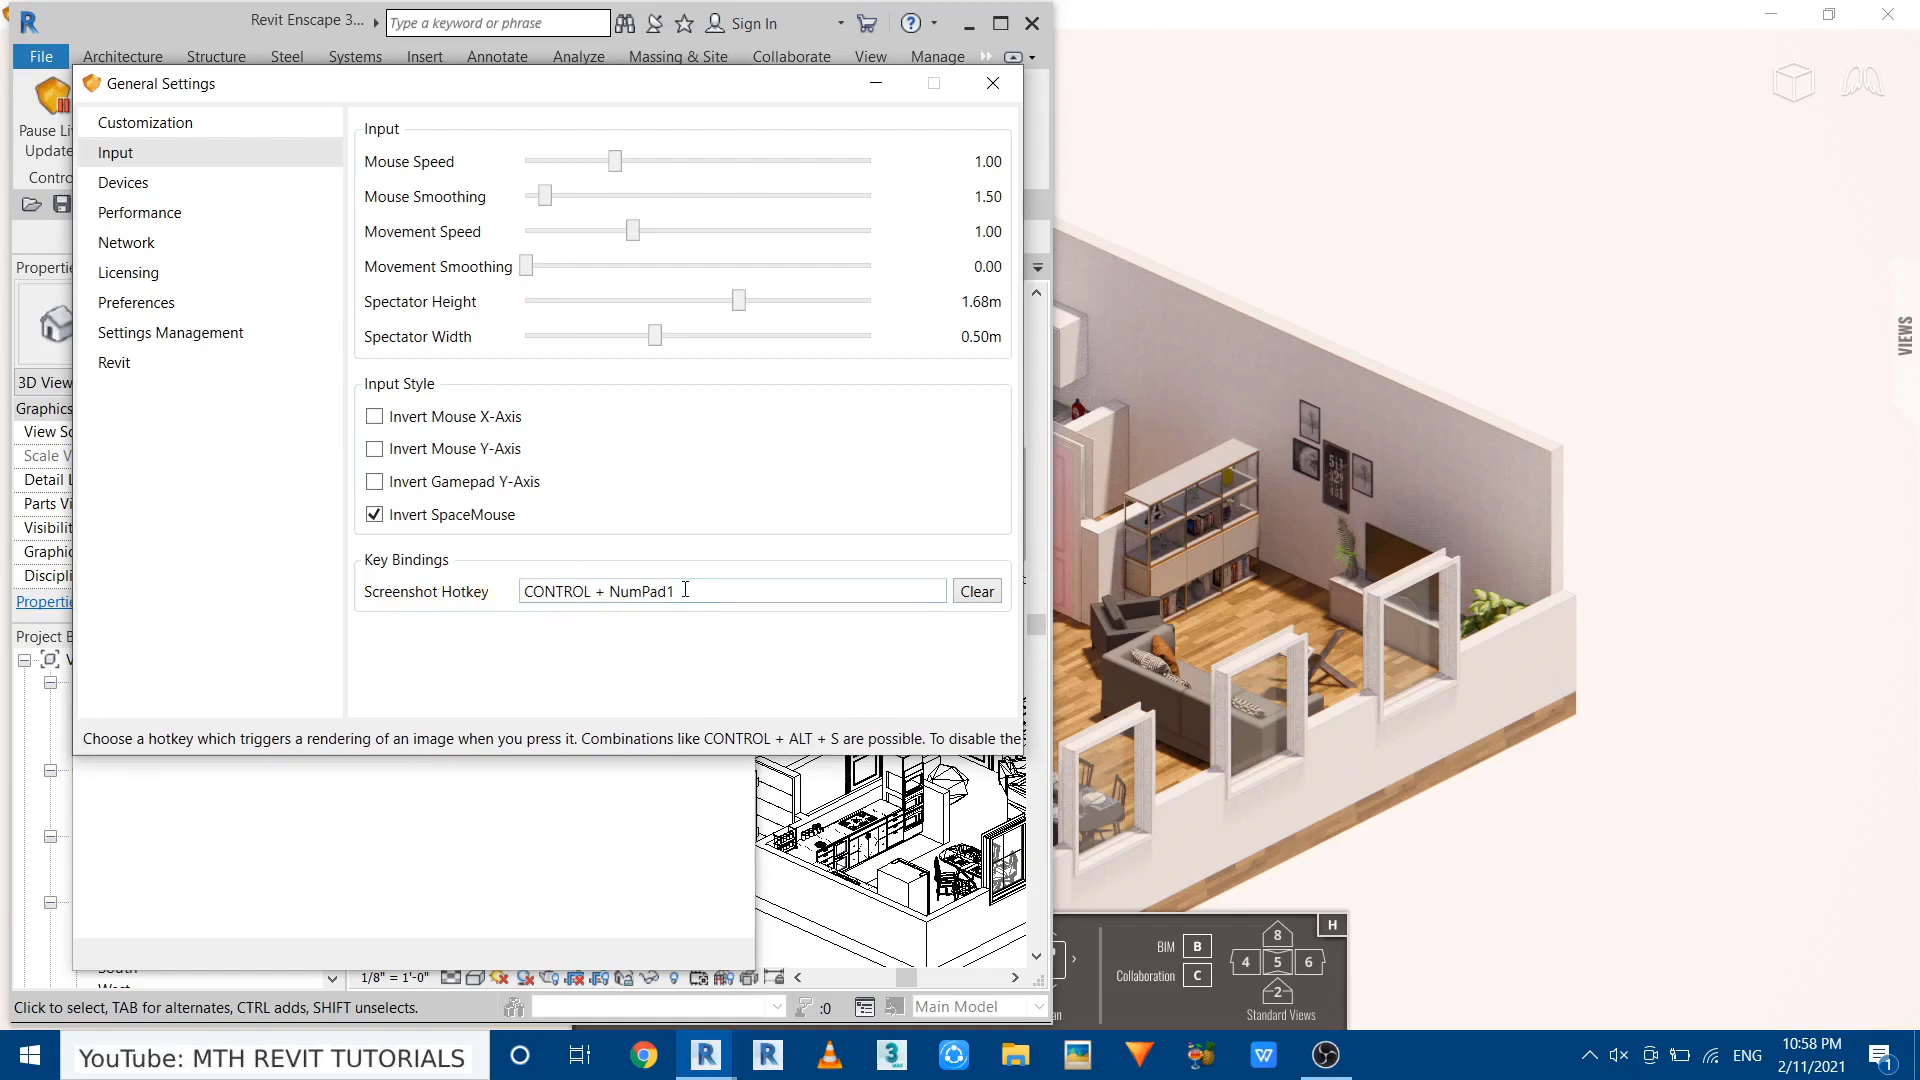 Revit Enscape 3...
Type a keyword or phrase
Sign In
File
Architecture
Structure
Steel
Systems
Insert
Annotate
Analyze
Massing & Site
Collaborate
View
Manage
General Settings
Pause Li
Update
Contro
Customization
Input
Devices
Performance
Network
Licensing
Preferences
Settings Management
Revit
Input
Mouse Speed 1.00
Mouse Smoothing 1.50
Movement Speed 1.00
Movement Smoothing 0.00
Spectator Height 1.68m
Spectator Width 0.50m
Input Style
Invert Mouse X-Axis
Invert Mouse Y-Axis
Invert Gamepad Y-Axis
Invert SpaceMouse
Key Bindings
Screenshot Hotkey CONTROL + NumPad1 Clear
Choose a hotkey which triggers a rendering of an image when you press it. Combinations like CONTROL + ALT + S are possible. To disable the
Properti
3D View
Graphics
View Sc
Scale V
Detail L
Parts Vi
Visibilit
Graphic
Discipli
Properti
Project B
VIEWS
BIM B
Collaboration C
H
8
4 5 6
2
Standard Views
1/8" = 1'-0"
Click to select, TAB for alternates, CTRL adds, SHIFT unselects.
:0
Main Model
YouTube: MTH REVIT TUTORIALS
ENG
10:58 PM
2/11/2021
1